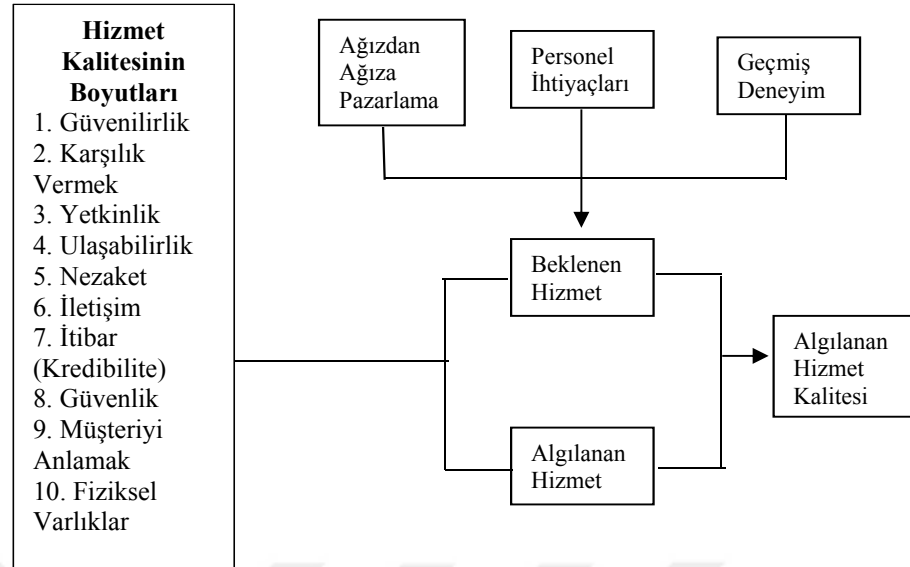 Hizmet
Kalitesinin
Boyutları
1. Güvenilirlik
2. Karşılık
Vermek
3. Yetkinlik
4. Ulaşabilirlik
5. Nezaket
6. İletişim
7. İtibar
(Kredibilite)
8. Güvenlik
9. Müşteriyi
Anlamak
10. Fiziksel
Varlıklar
Ağızdan
Ağıza
Pazarlama
Personel
İhtiyaçları
Geçmiş
Deneyim
Beklenen
Hizmet
Algılanan
Hizmet
Algılanan
Hizmet
Kalitesi